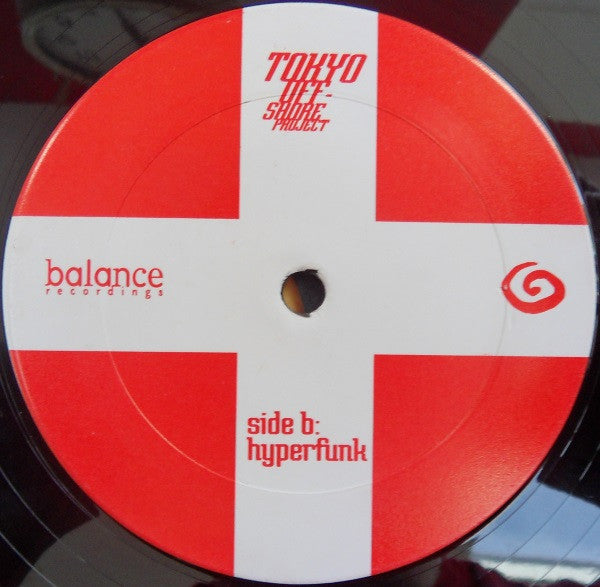 TOKYO
OFF-
SHORE
PROJECT
balance
recordings
side b:
hyperfunk